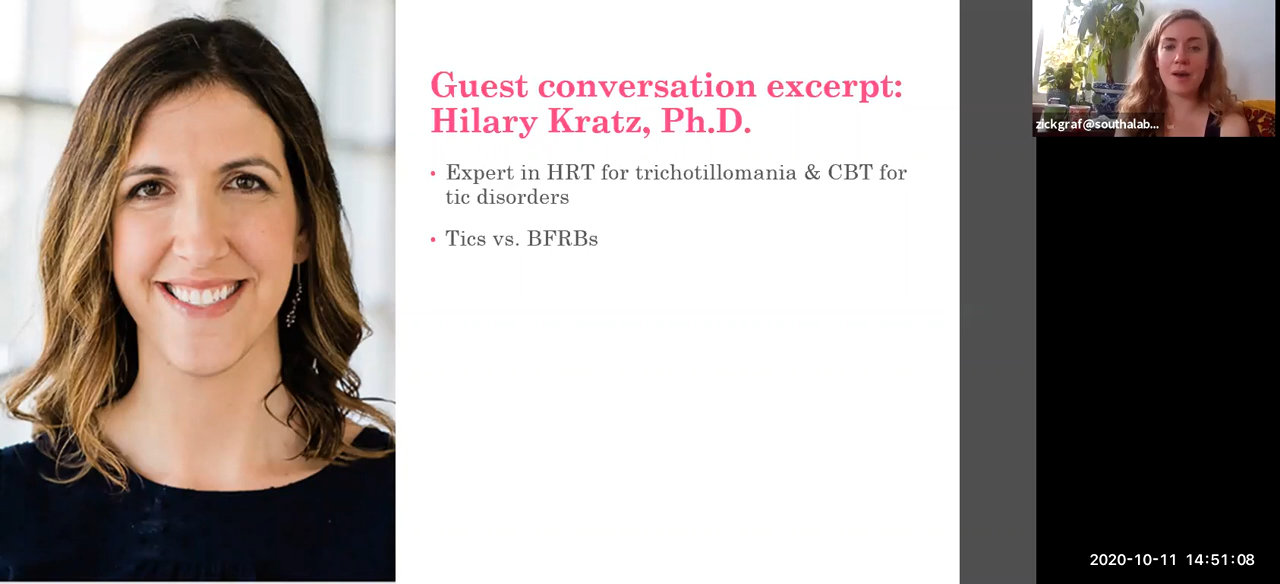 Guest conversation excerpt:
Hilary Kratz, Ph.D.
• Expert in HRT for trichotillomania & CBT for
tic disorders
• Tics vs. BFRBs
zickgraf@southalab...
2020-10-11 14:51:08